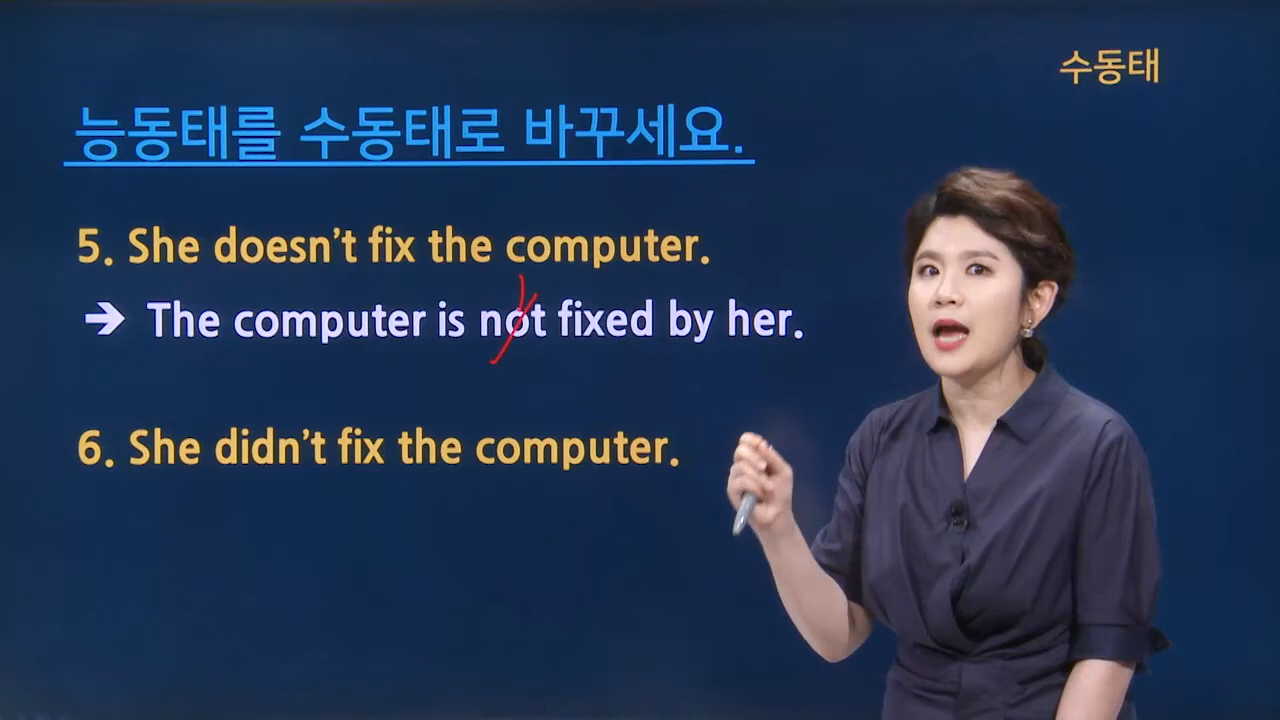 수동태
능동태를 수동태로 바꾸세요.
5. She doesn't fix the computer.
➔ The computer is not fixed by her.
6. She didn't fix the computer.